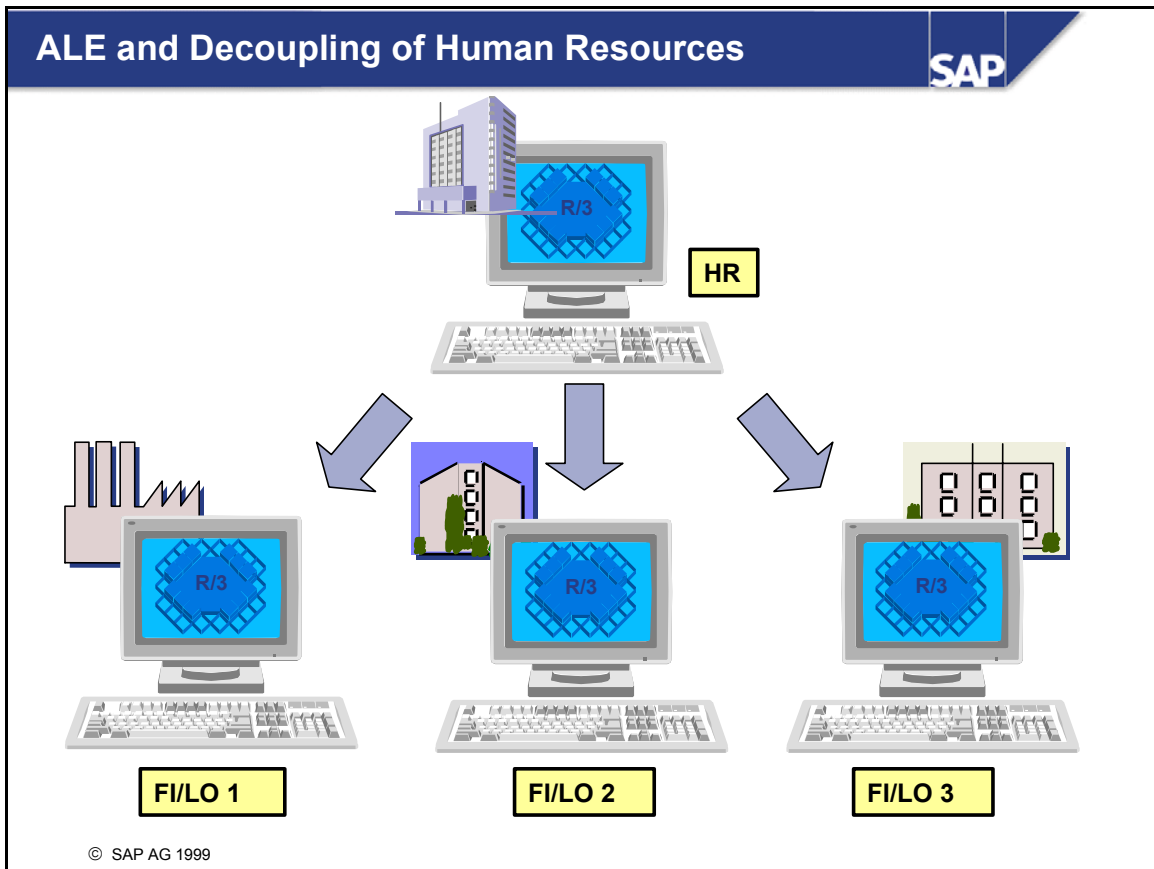 ALE and Decoupling of Human Resources
SAP
R/3
HR
R/3
R/3
R/3
FI/LO 1
FI/LO 2
FI/LO 3
© SAP AG 1999